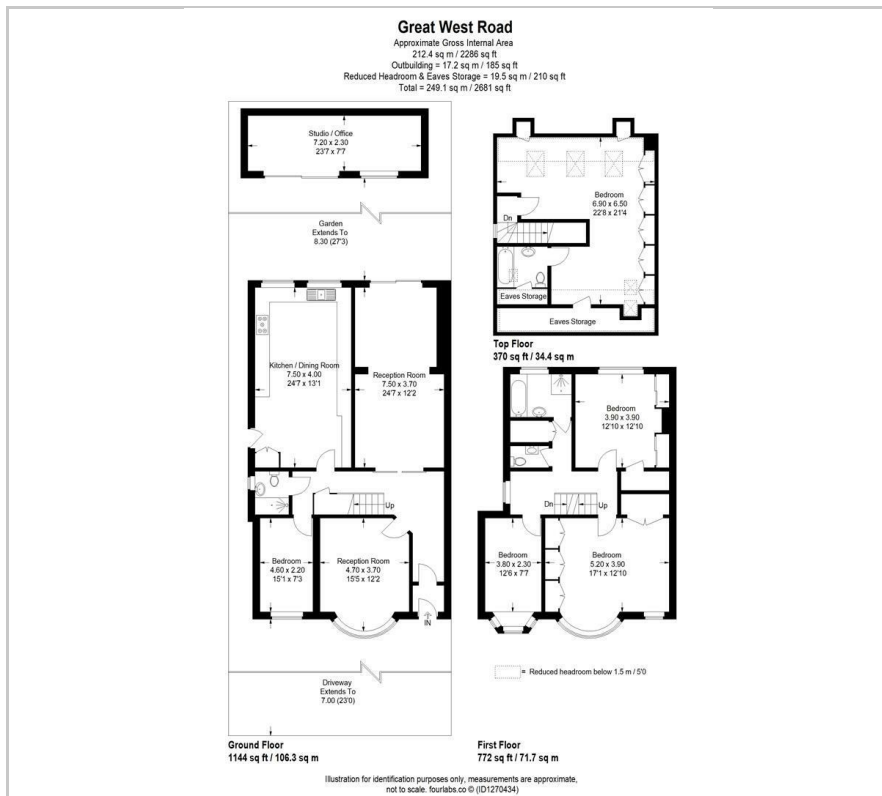 Great West Road
Approximate Gross Internal Area
212.4 sq m / 2286 sq ft
Outbuilding = 17.2 sq m / 185 sq ft
Reduced Headroom & Eaves Storage = 19.5 sq m / 210 sq ft
Total = 249.1 sq m / 2681 sq ft
Studio / Office
7.20 x 2.30
23'7 x 7'7
Garden
Extends To
8.30 (27'3)
Kitchen / Dining Room
7.50 x 4.00
24'7 x 13'1
Reception Room
7.50 x 3.70
24'7 x 12'2
Up
Bedroom
4.60 x 2.20
15'1 x 7'3
Reception Room
4.70 x 3.70
15'5 x 12'2
IN
Driveway
Extends To
7.00 (23'0)
Ground Floor
1144 sq ft / 106.3 sq m
Bedroom
6.90 x 6.50
22'8 x 21'4
Dn
Eaves Storage
Eaves Storage
Top Floor
370 sq ft / 34.4 sq m
Bedroom
3.90 x 3.90
12'10 x 12'10
Dn
Up
Bedroom
3.80 x 2.30
12'6 x 7'7
Bedroom
5.20 x 3.90
17'1 x 12'10
= Reduced headroom below 1.5 m / 5'0
First Floor
772 sq ft / 71.7 sq m
Illustration for identification purposes only, measurements are approximate,
not to scale. fourlabs.co © (ID1270434)